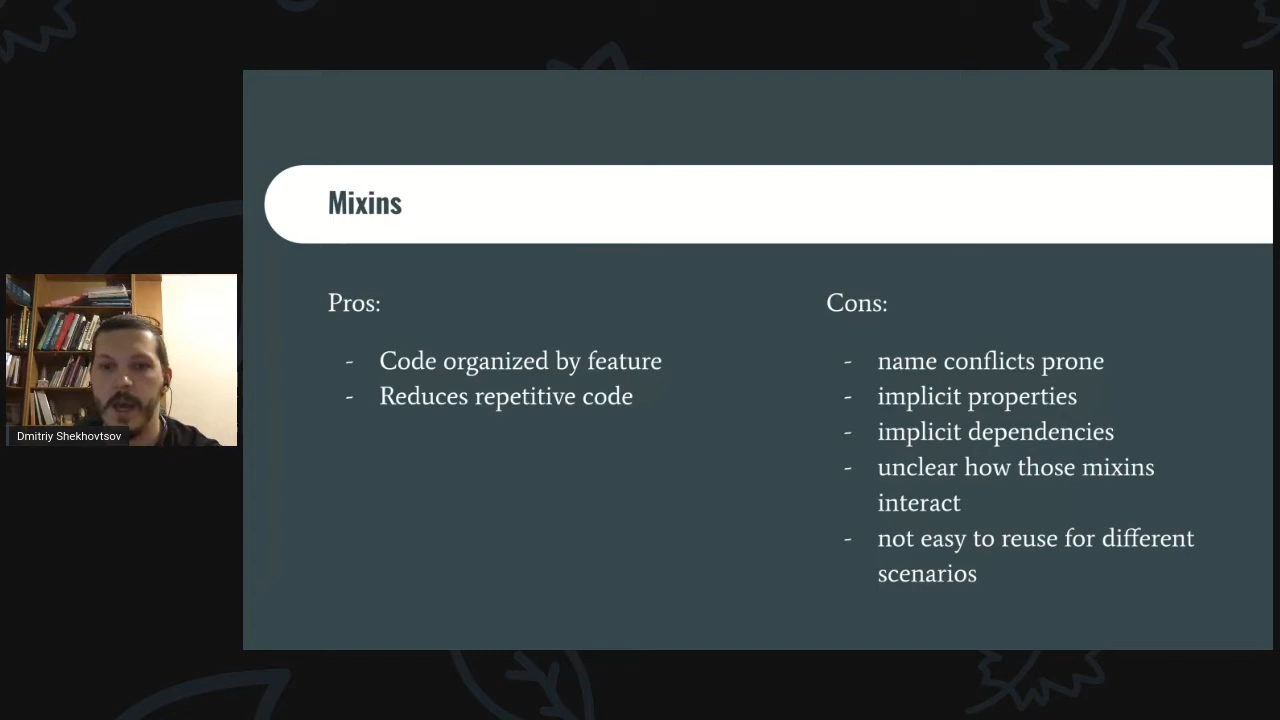 Mixins
Pros:
- Code organized by feature
- Reduces repetitive code
Cons:
- name conflicts prone
- implicit properties
- implicit dependencies
- unclear how those mixins
interact
- not easy to reuse for different
scenarios
Dmitriy Shekhovtsov